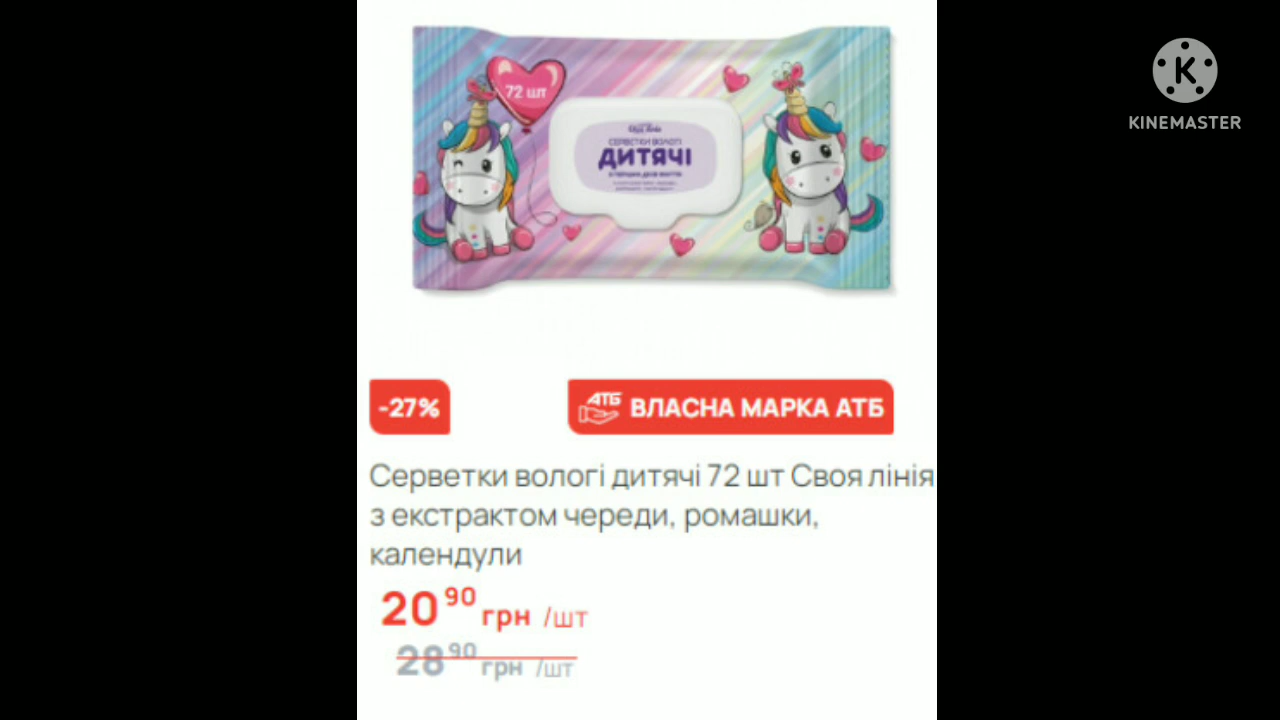 72 шт
KINEMASTER
СЕРВЕТКИ ВОЛОГІ
ДИТЯЧІ
-27%
АТБ ВЛАСНА МАРКА АТБ
Серветки вологі дитячі 72 шт Своя лінія
з екстрактом череди, ромашки,
календули
20 90 грн /шт
28 90 грн /шт